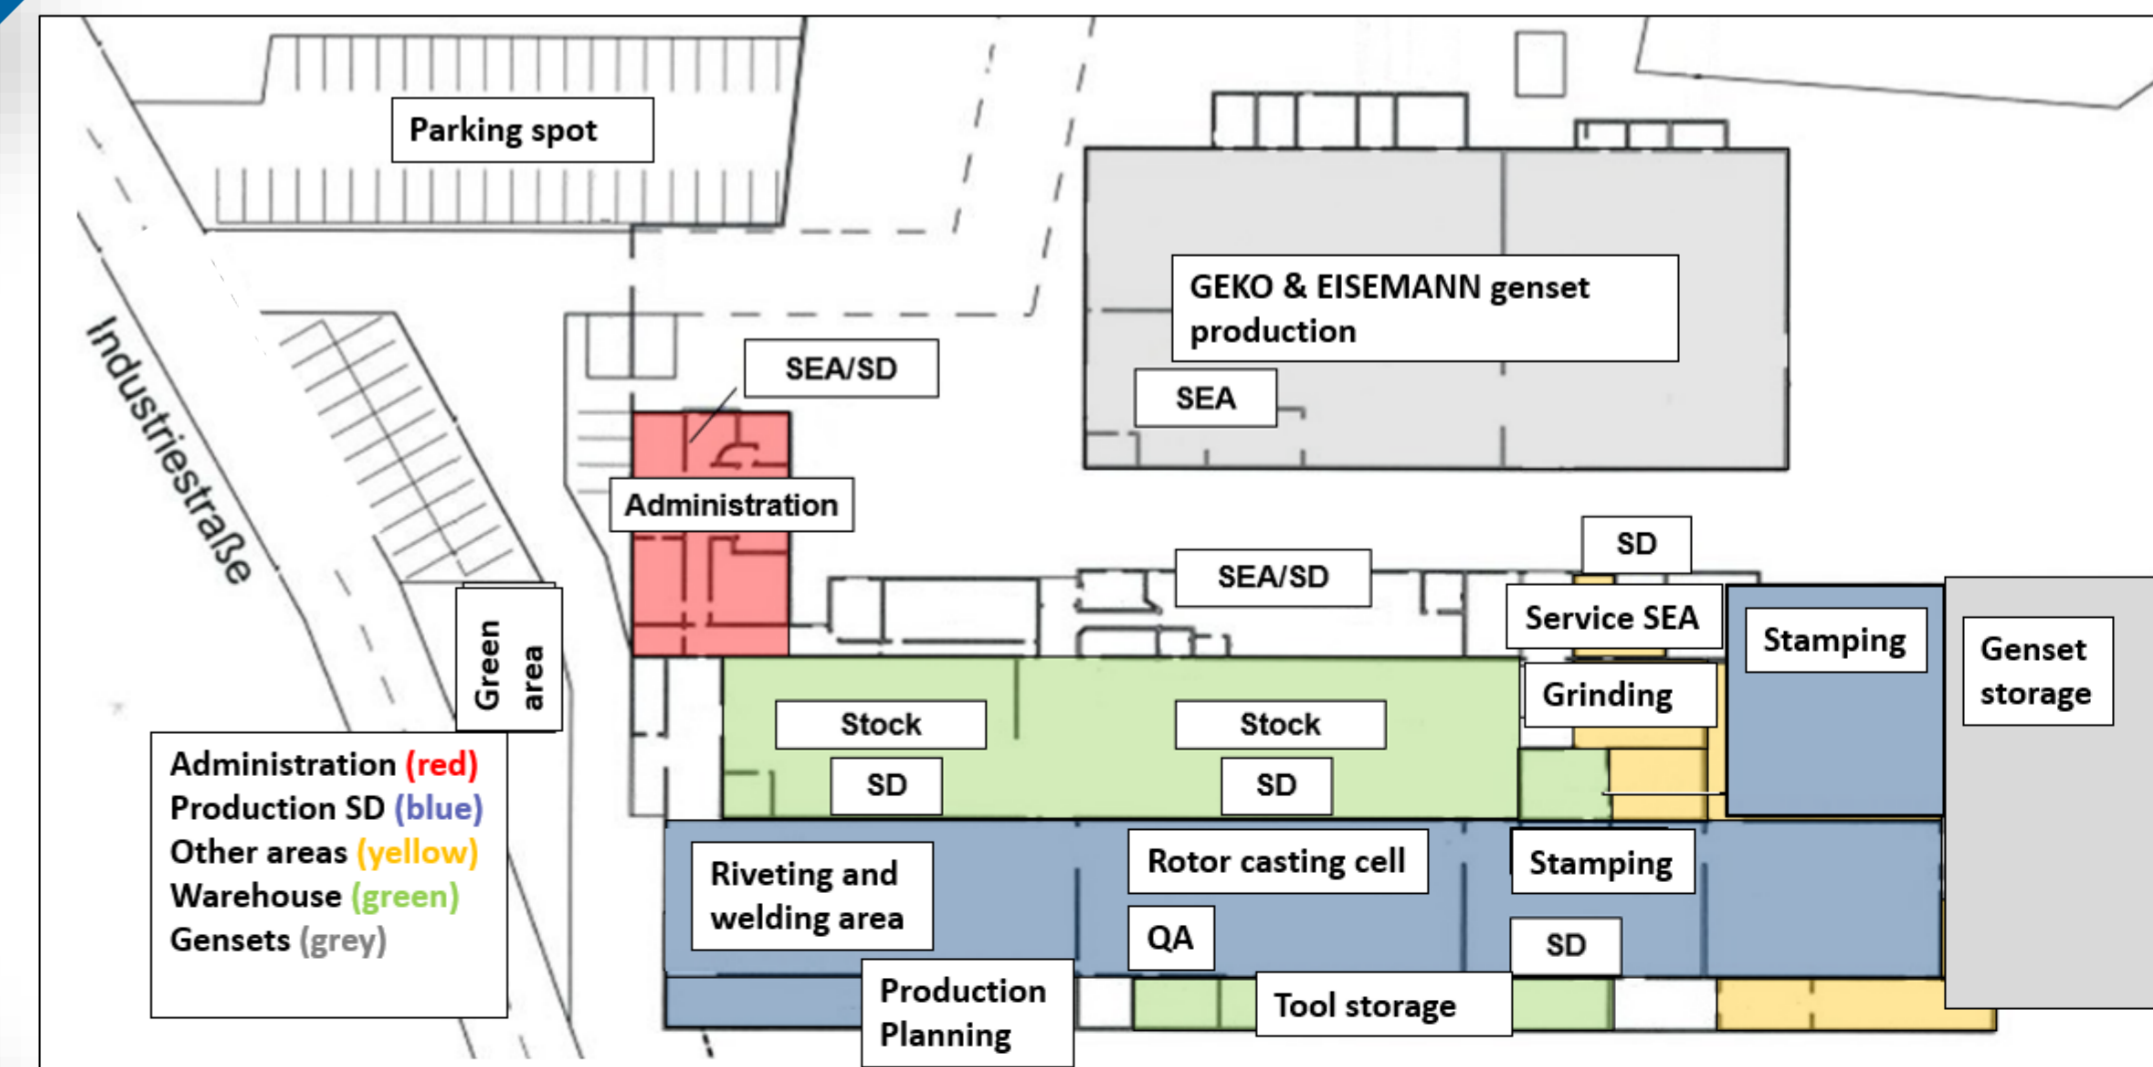 Parking spot
GEKO & EISEMANN genset
production
SEA/SD
SEA
Industriestraße
Administration
SD
SEA/SD
Service SEA
Stamping
Genset
storage
Green
area
Grinding
Stock
Stock
SD
SD
Administration (red)
Production SD (blue)
Other areas (yellow)
Warehouse (green)
Gensets (grey)
Riveting and
welding area
Rotor casting cell
Stamping
QA
SD
Production
Planning
Tool storage